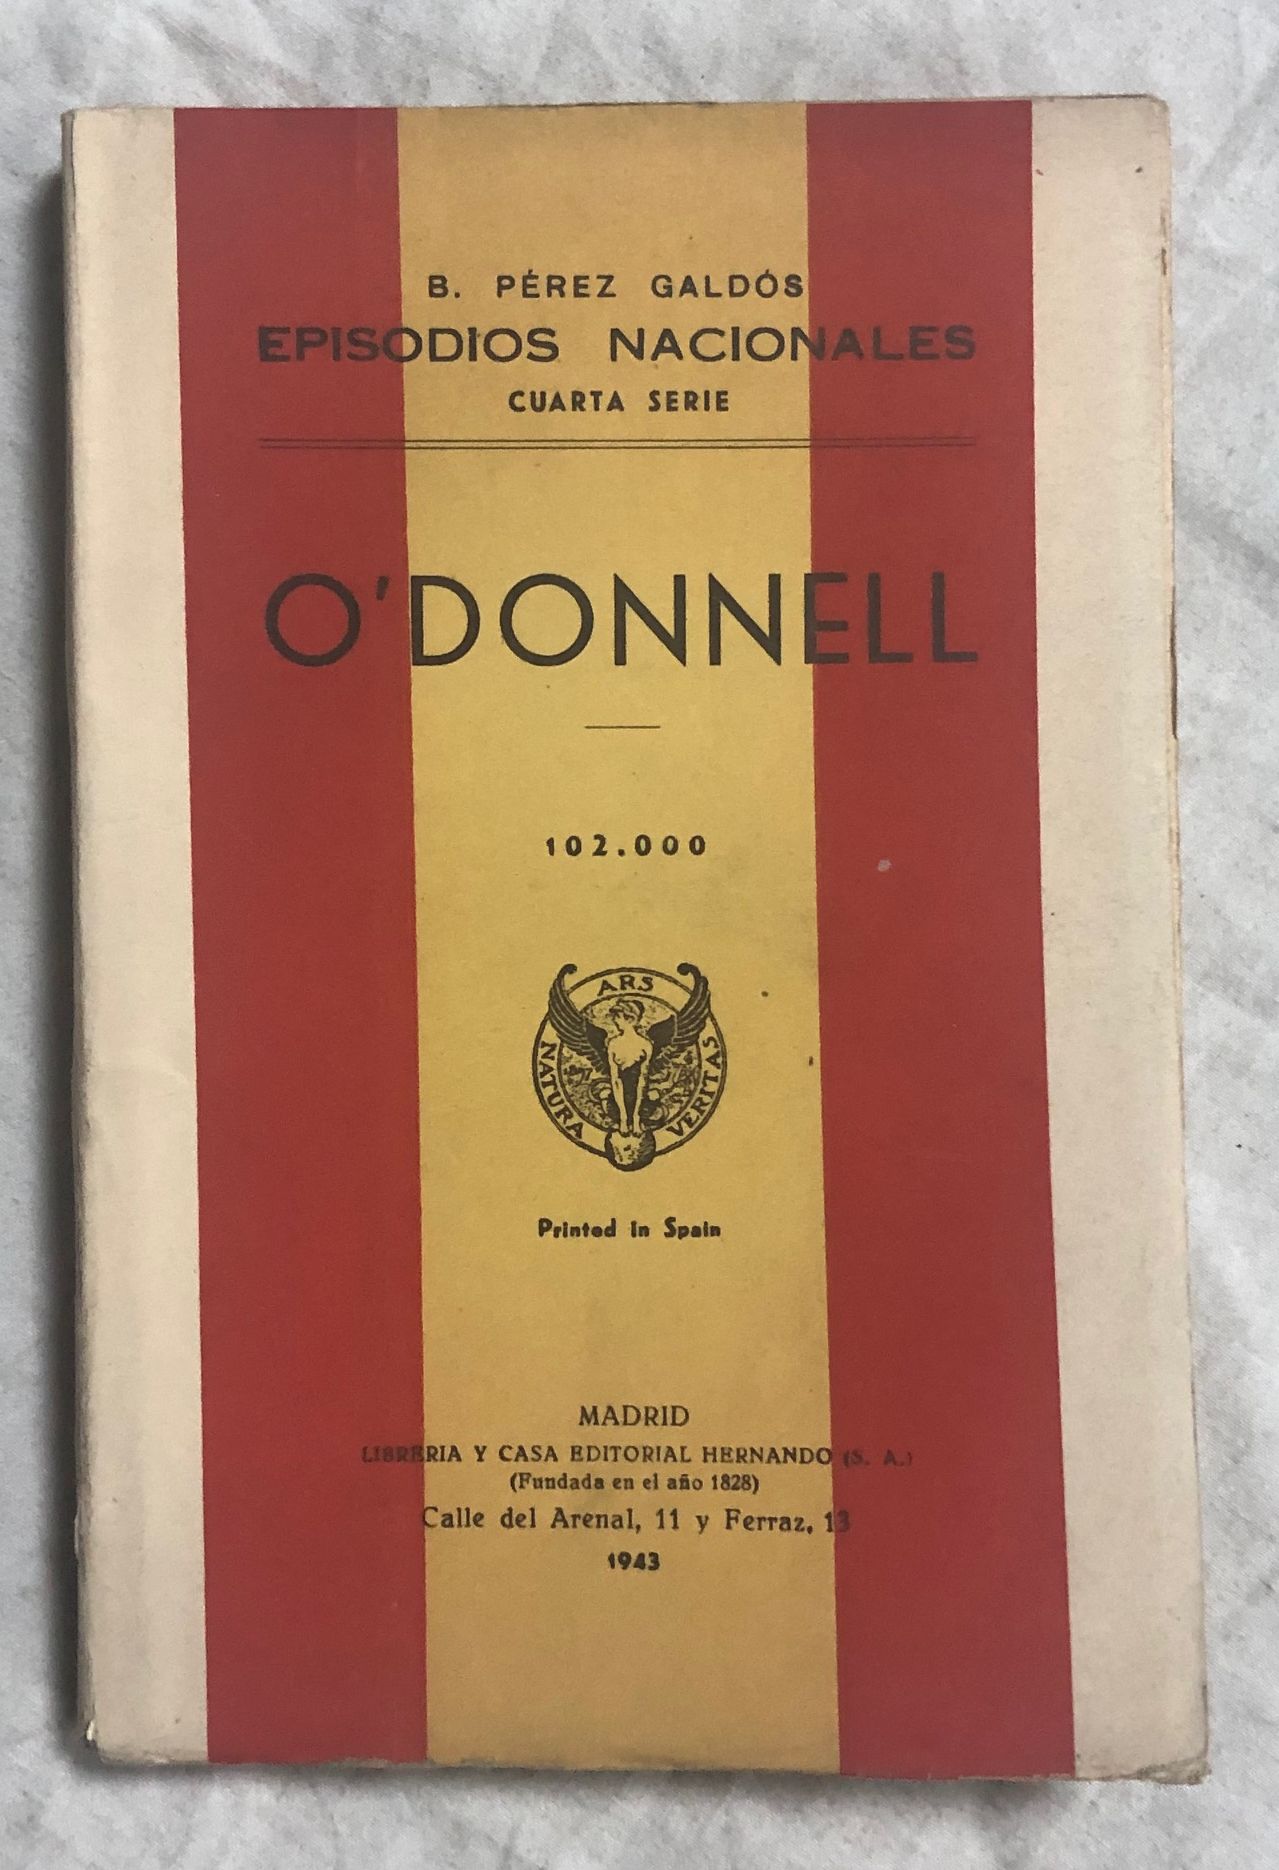 B. PÉREZ GALDÓS
EPISODIOS NACIONALES
CUARTA SERIE
O'DONNELL
102.000
ARS
NATURA
VERITAS
Printed in Spain
MADRID
LIBRERIA Y CASA EDITORIAL HERNANDO (S. A.)
(Fundada en el año 1828)
Calle del Arenal, 11 y Ferraz, 13
1943